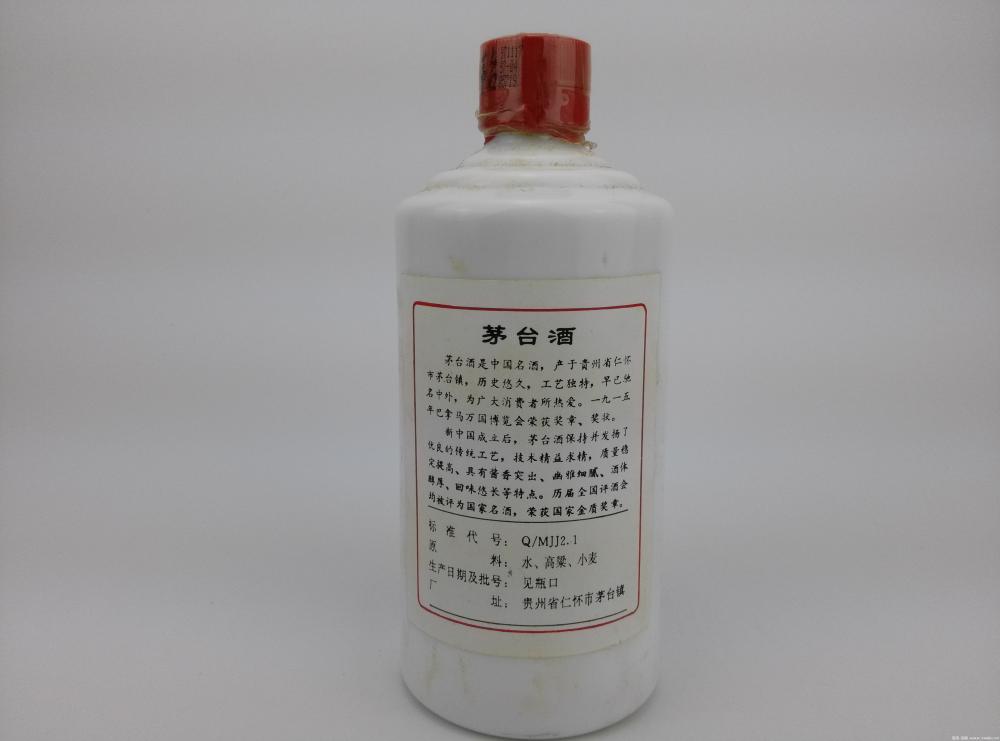 茅台酒
茅台酒是中国名酒，产于贵州省仁怀
市茅台镇，历史悠久，工艺独特，早已驰
名中外，为广大消费者所热爱。一九一五
年巴拿马万国博览会荣获奖章、奖状。
新中国成立后，茅台酒保持并发扬了
优良的传统工艺，技术精益求精，质量稳
定提高、具有酱香突出、幽雅细腻、酒体
醇厚、回味悠长等特点。历届全国评酒会
均被评为国家名酒，荣获国家金质奖章。
标准代号：Q/MJJ2.1
原料：水、高粱、小麦
生产日期及批号：见瓶口
厂址：贵州省仁怀市茅台镇